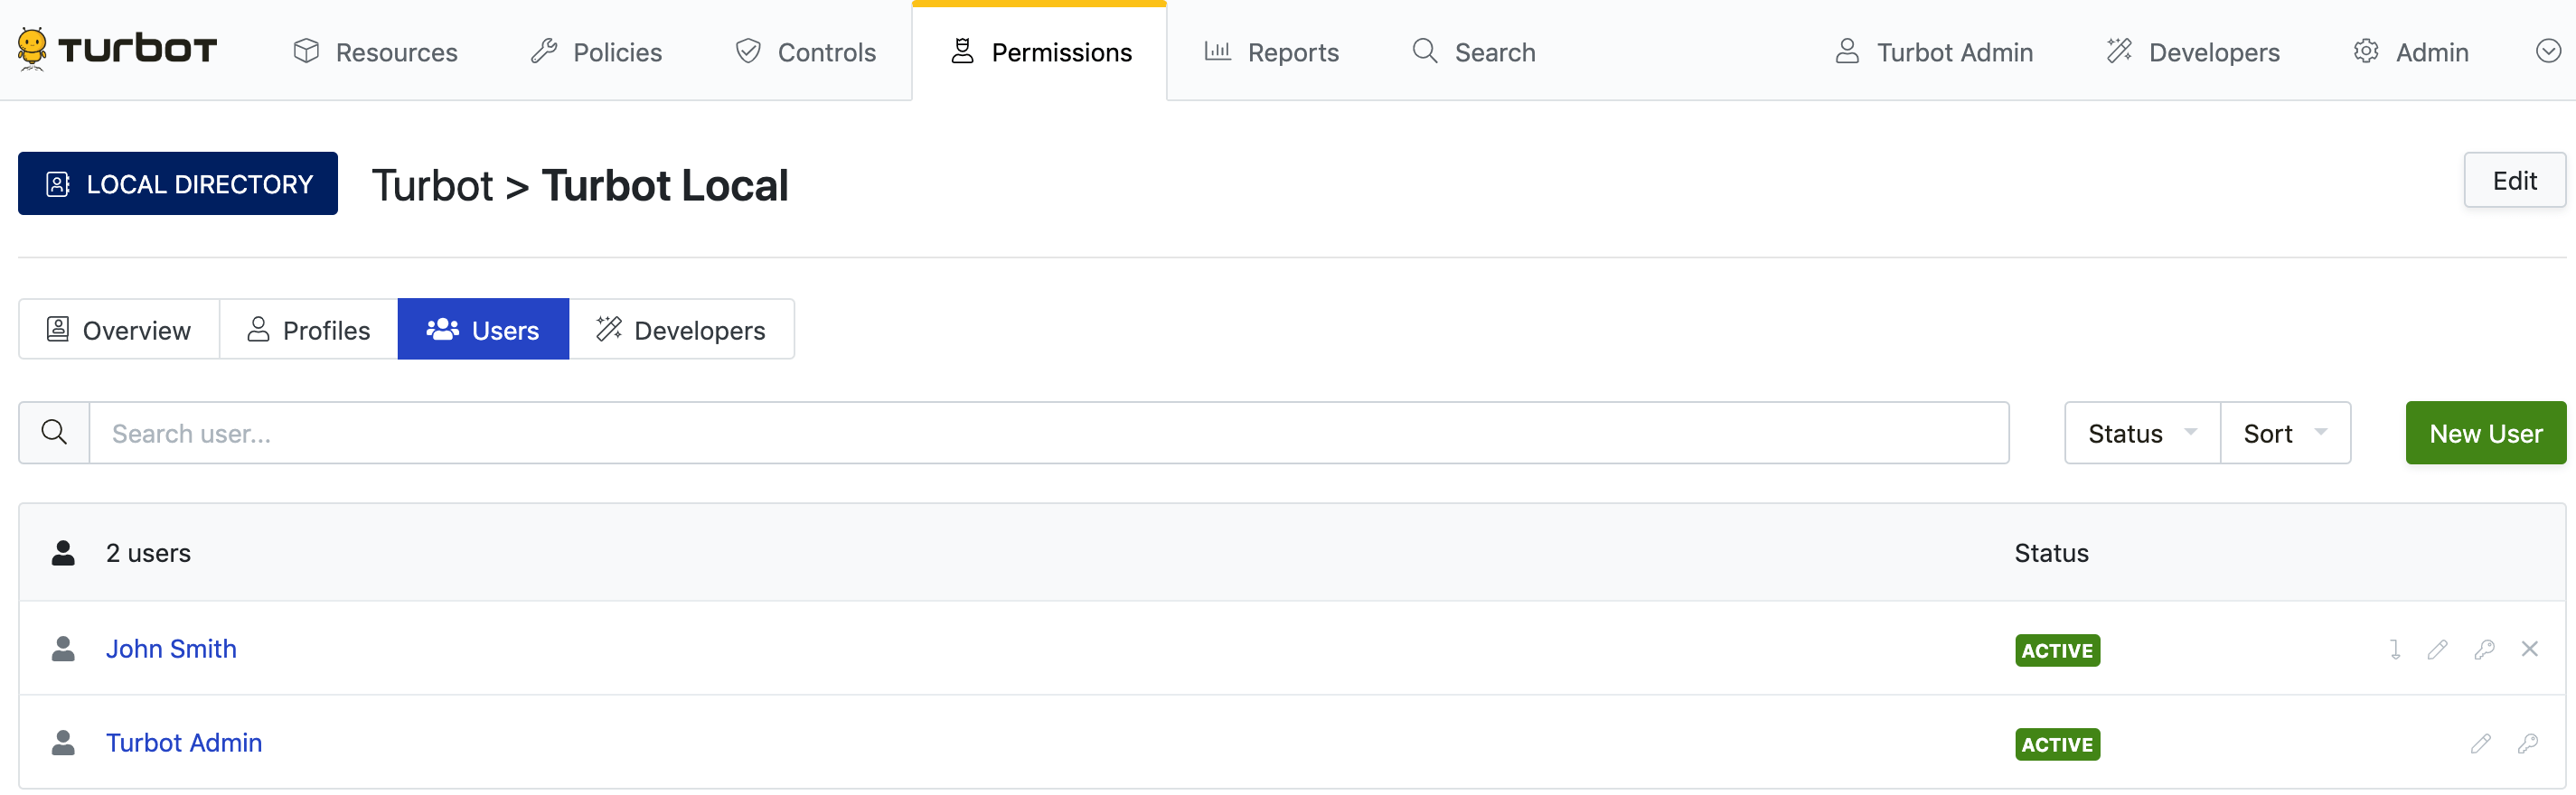 TURBOT Resources Policies Controls Permissions Reports Search Turbot Admin Developers Admin
LOCAL DIRECTORY Turbot > Turbot Local Edit
Overview Profiles Users Developers
Search user... Status Sort New User
2 users Status
John Smith ACTIVE
Turbot Admin ACTIVE